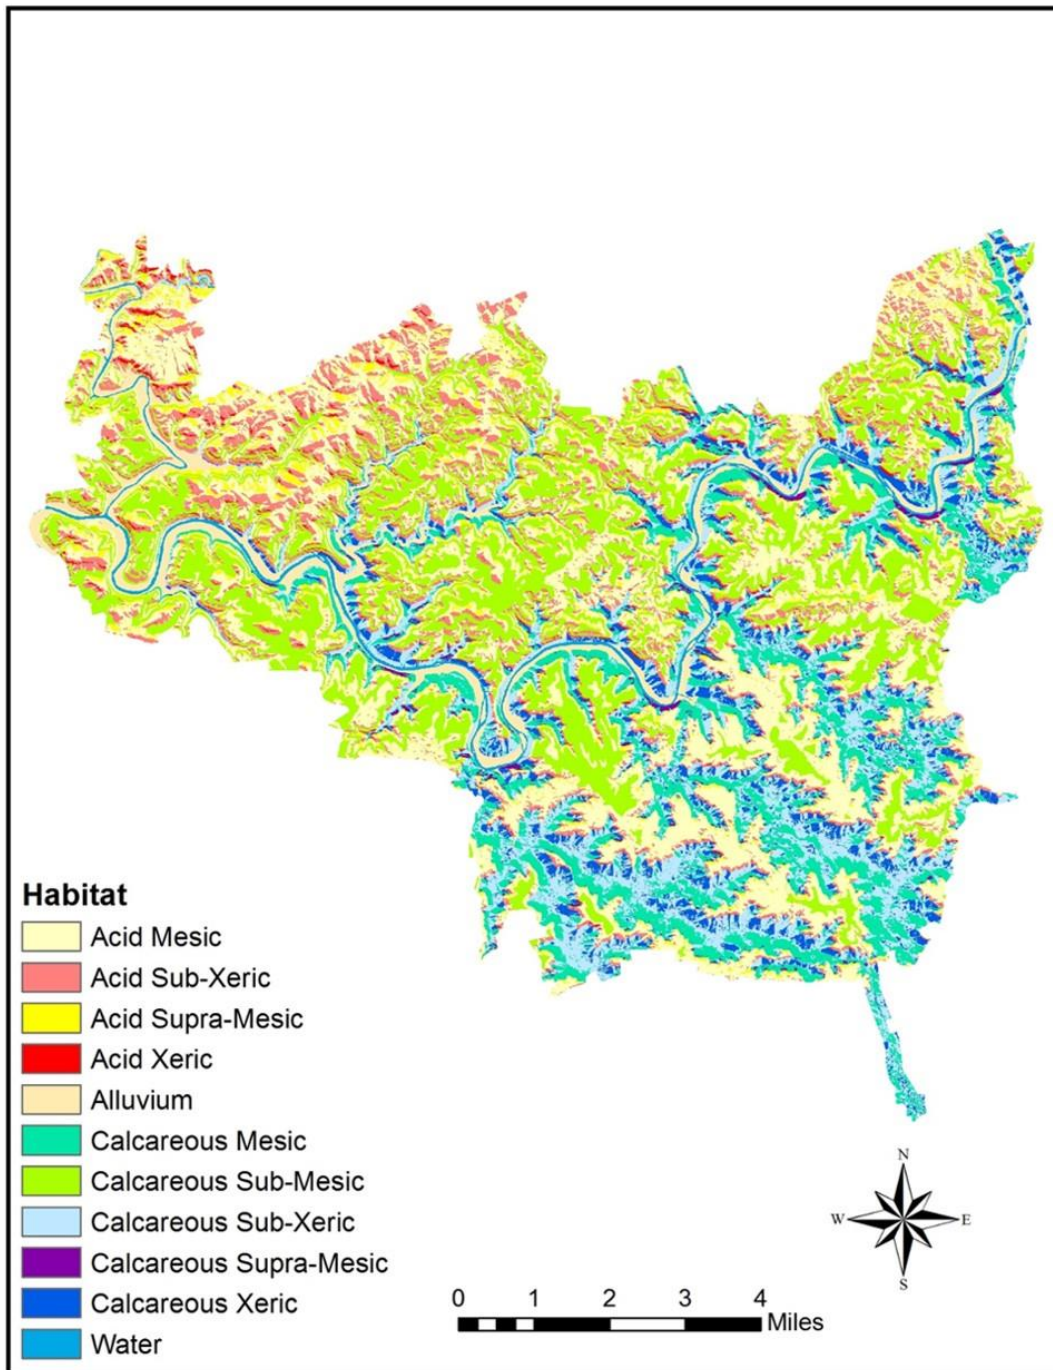 Habitat
Acid Mesic
Acid Sub-Xeric
Acid Supra-Mesic
Acid Xeric
Alluvium
Calcareous Mesic
Calcareous Sub-Mesic
Calcareous Sub-Xeric
Calcareous Supra-Mesic
Calcareous Xeric
Water
N
W E
S
0 1 2 3 4
Miles